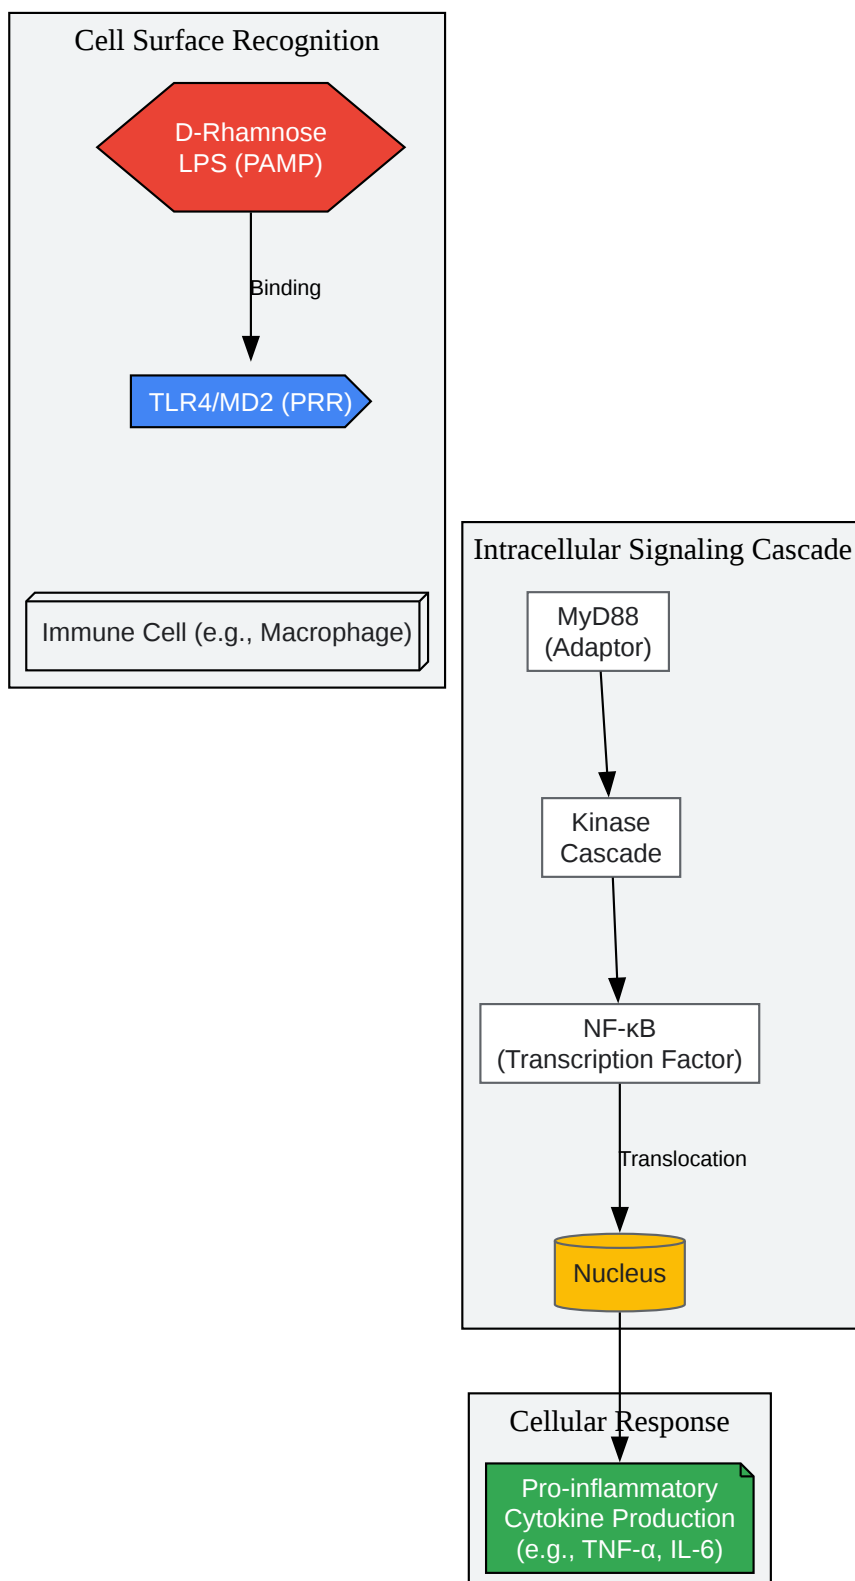 Cell Surface Recognition
D-Rhamnose
LPS (PAMP)
Binding
TLR4/MD2 (PRR)
Immune Cell (e.g., Macrophage)
Intracellular Signaling Cascade
MyD88
(Adaptor)
Kinase
Cascade
NF-κB
(Transcription Factor)
Translocation
Nucleus
Cellular Response
Pro-inflammatory
Cytokine Production
(e.g., TNF-α, IL-6)